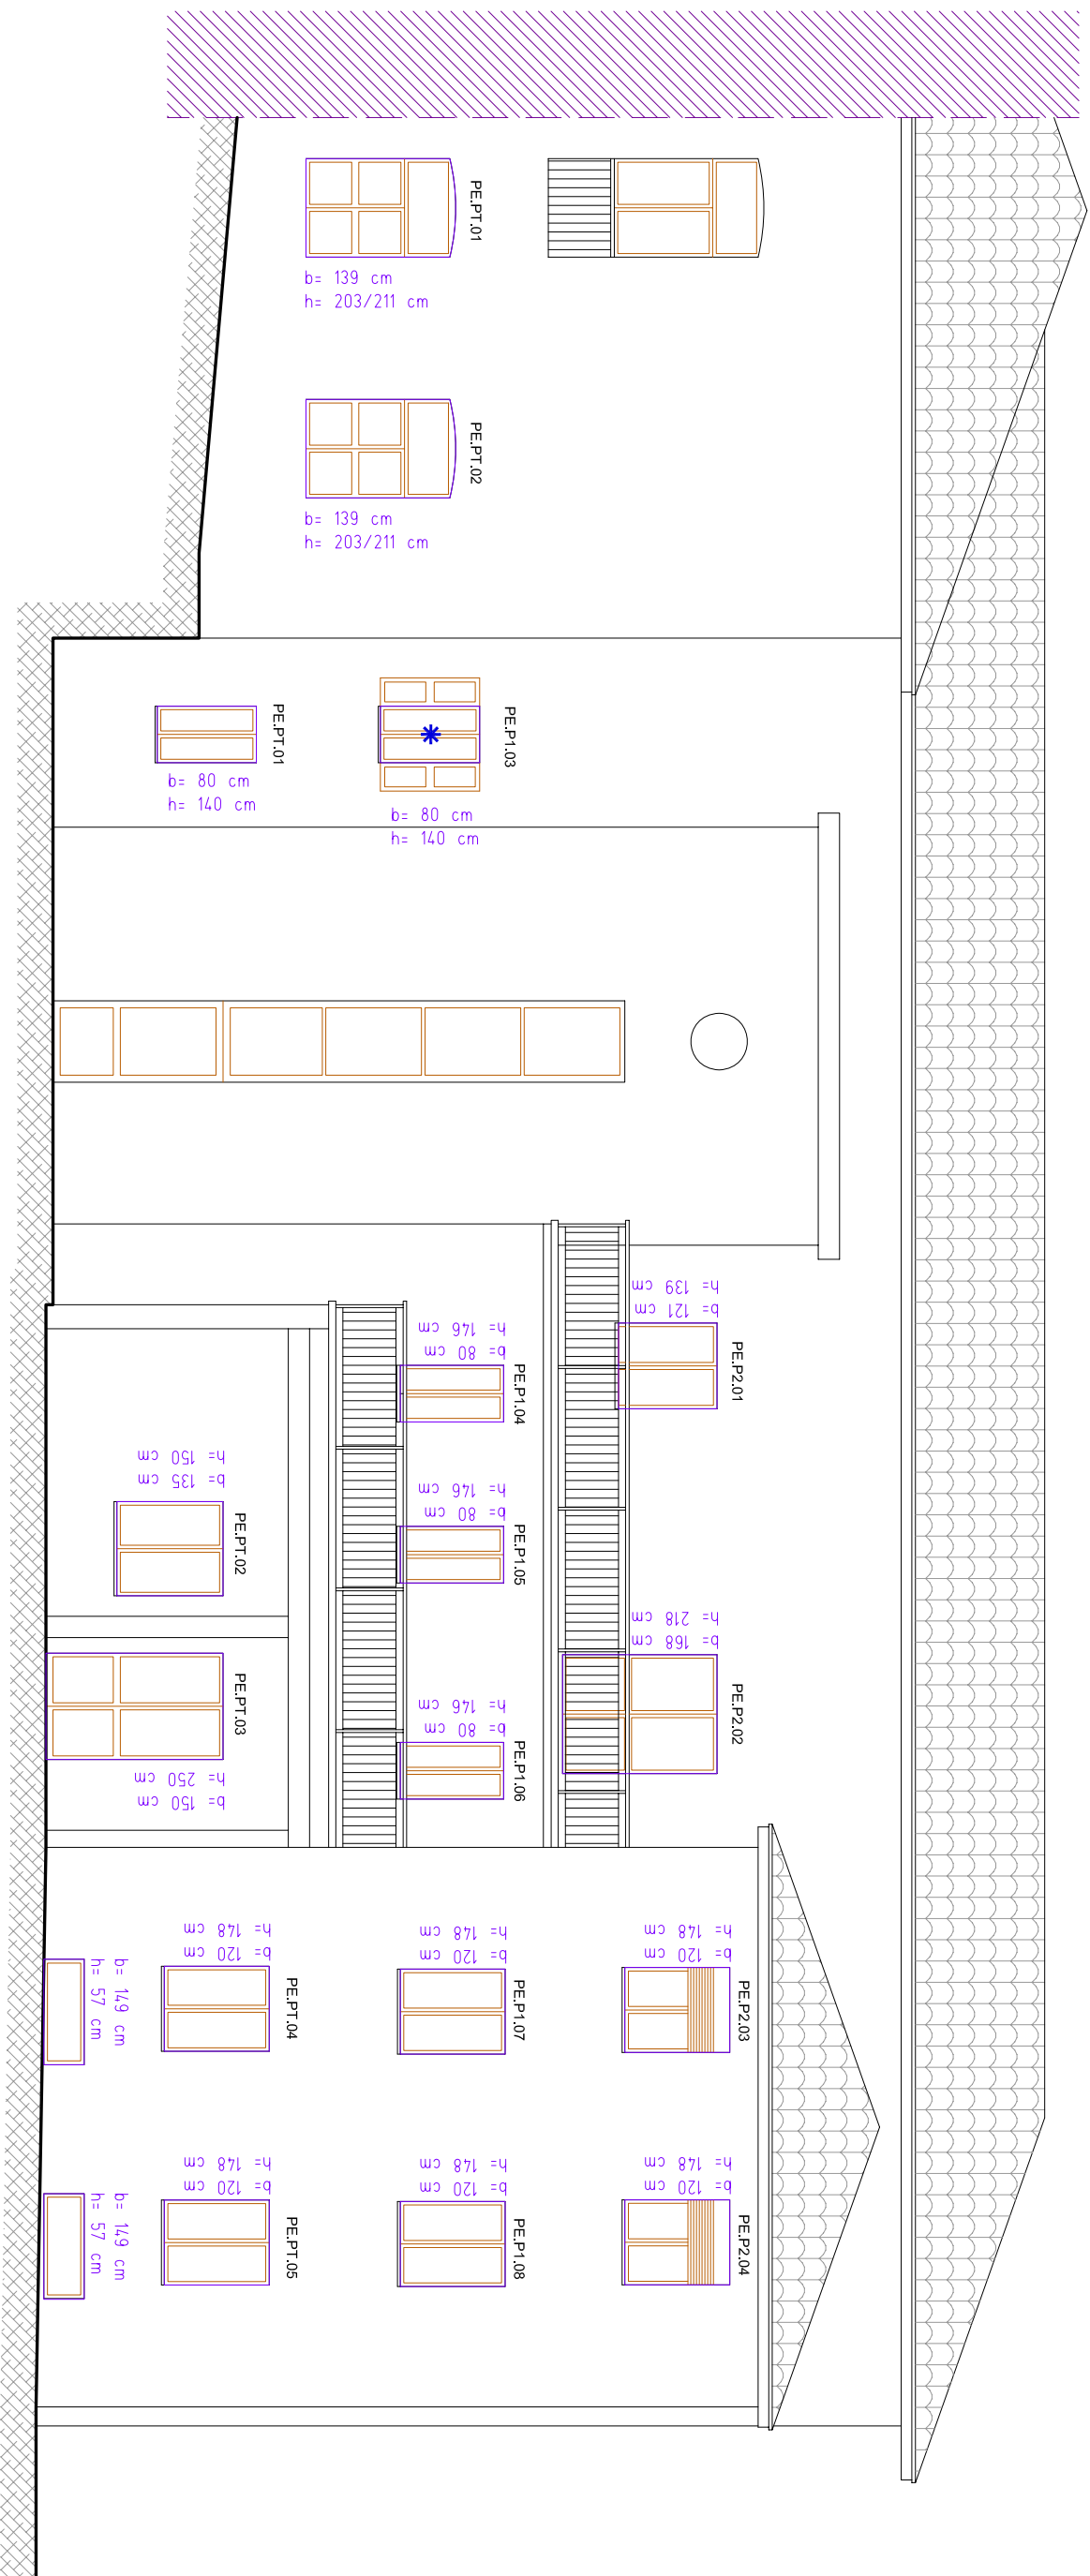 PE.PT.01
b= 139 cm
h= 203/211 cm
PE.PT.02
b= 139 cm
h= 203/211 cm
PE.P1.03
b= 80 cm
h= 140 cm
PE.PT.01
b= 80 cm
h= 140 cm
PE.P2.01
b= 121 cm
h= 139 cm
PE.P1.04
b= 80 cm
h= 146 cm
PE.P1.05
b= 80 cm
h= 146 cm
PE.PT.02
b= 135 cm
h= 150 cm
PE.P2.02
b= 168 cm
h= 218 cm
PE.P1.06
b= 80 cm
h= 146 cm
PE.PT.03
b= 150 cm
h= 250 cm
PE.P2.03
b= 120 cm
h= 148 cm
PE.P1.07
b= 120 cm
h= 148 cm
PE.PT.04
b= 120 cm
h= 148 cm
b= 149 cm
h= 57 cm
PE.P2.04
b= 120 cm
h= 148 cm
PE.P1.08
b= 120 cm
h= 148 cm
PE.PT.05
b= 120 cm
h= 148 cm
b= 149 cm
h= 57 cm